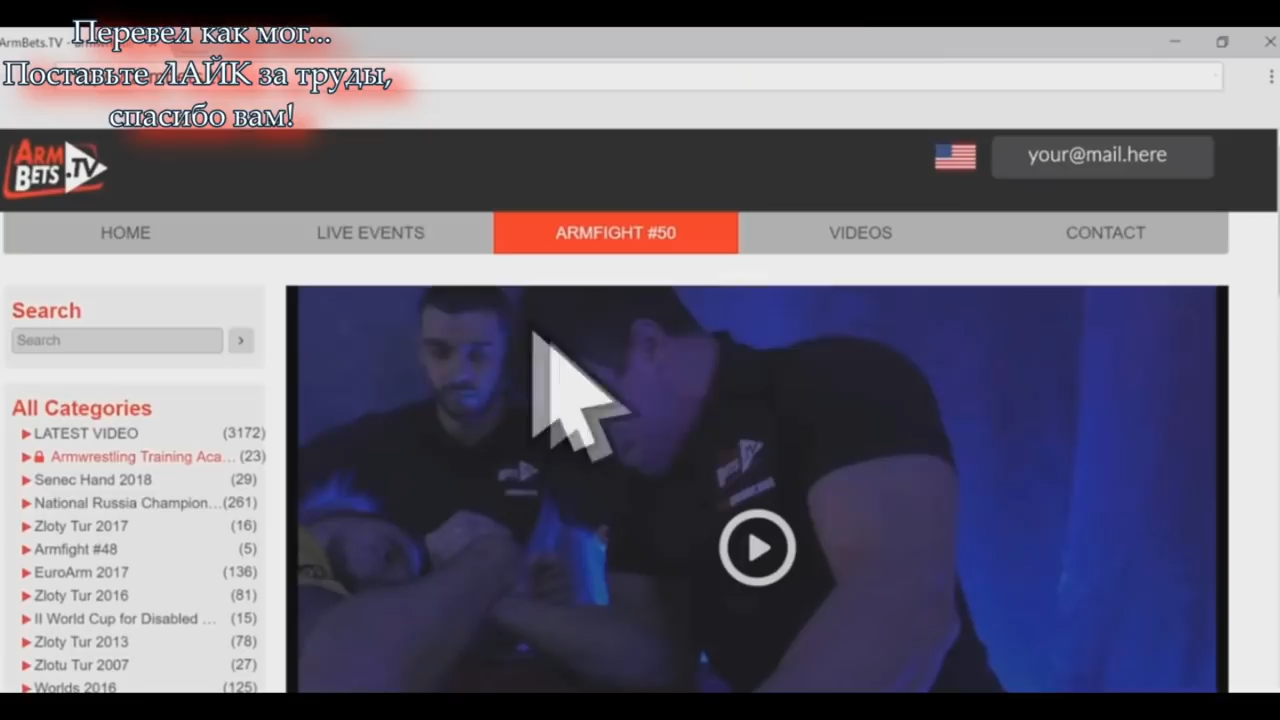 Перевел как мог...
Поставьте ЛАЙК за труды,
спасибо вам!
ArmBets.TV
ARM
BETS.TV
your@mail.here
HOME LIVE EVENTS ARMFIGHT #50 VIDEOS CONTACT
Search
Search
All Categories
LATEST VIDEO (3172)
Armwrestling Training Aca... (23)
Senec Hand 2018 (29)
National Russia Champion... (261)
Zloty Tur 2017 (16)
Armfight #48 (5)
EuroArm 2017 (136)
Zloty Tur 2016 (81)
II World Cup for Disabled ... (15)
Zloty Tur 2013 (78)
Zlotu Tur 2007 (27)
Worlds 2016 (125)